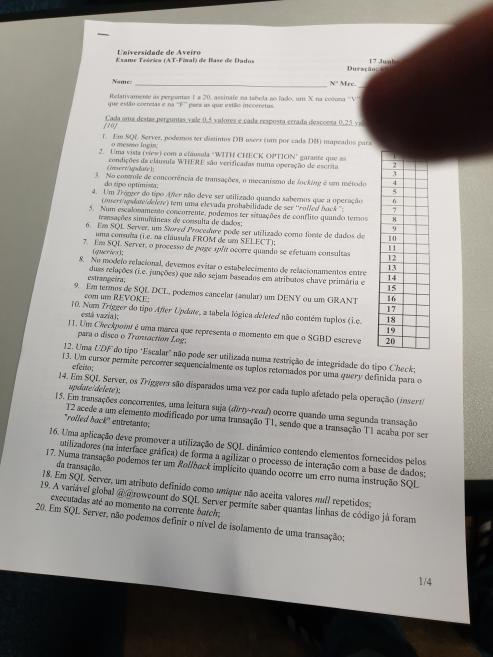 Universidade de Aveiro
Exame Teórico (AT-Final) de Base de Dados
17 Junho
Duração:
Nome:
Nº Mec.
Relativamente às perguntas 1 a 20, assinale na tabela ao lado, um X na coluna "V"
que estão corretas e na "F" para as que estão incorretas.
Cada uma destas perguntas vale 0,5 valores e cada resposta errada desconta 0,25
[10]
1. Em SQL Server, podemos ter distintos DB users (um por cada DB) mapeados para
o mesmo login;
2. Uma vista (view) com a cláusula 'WITH CHECK OPTION' garante que as
condições da cláusula WHERE são verificadas numa operação de escrita
(insert/update);
3. No controle de concorrência de transações, o mecanismo de locking é um método
do tipo optimista;
4. Um Trigger do tipo After não deve ser utilizado quando sabemos que a operação
(insert/update/delete) tem uma elevada probabilidade de ser "rolled back";
5. Num escalonamento concorrente, podemos ter situações de conflito quando temos
transações simultâneas de consulta de dados;
6. Em SQL Server, um Stored Procedure pode ser utilizado como fonte de dados de
uma consulta (i.e. na cláusula FROM de um SELECT);
7. Em SQL Server, o processo de page split ocorre quando se efetuam consultas
(queries);
8. No modelo relacional, devemos evitar o estabelecimento de relacionamentos entre
duas relações (i.e. junções) que não sejam baseados em atributos chave primária e
estrangeira;
9. Em termos de SQL DCL, podemos cancelar (anular) um DENY ou um GRANT
com um REVOKE;
10. Num Trigger do tipo After Update, a tabela lógica deleted não contém tuplos (i.e.
está vazia);
11. Um Checkpoint é uma marca que representa o momento em que o SGBD escreve
para o disco o Transaction Log;
12. Uma UDF do tipo 'Escalar' não pode ser utilizada numa restrição de integridade do tipo Check;
13. Um cursor permite percorrer sequencialmente os tuplos retornados por uma query definida para o
efeito;
14. Em SQL Server, os Triggers são disparados uma vez por cada tuplo afetado pela operação (insert/
update/delete);
15. Em transações concorrentes, uma leitura suja (dirty-read) ocorre quando uma segunda transação
T2 acede a um elemento modificado por uma transação T1, sendo que a transação T1 acaba por ser
"rolled back" entretanto;
16. Uma aplicação deve promover a utilização de SQL dinâmico contendo elementos fornecidos pelos
utilizadores (na interface gráfica) de forma a agilizar o processo de interação com a base de dados;
17. Numa transação podemos ter um Rollback implícito quando ocorre um erro numa instrução SQL
da transação.
18. Em SQL Server, um atributo definido como unique não aceita valores null repetidos;
19. A variável global @@rowcount do SQL Server permite saber quantas linhas de código já foram
executadas até ao momento na corrente batch;
20. Em SQL Server, não podemos definir o nível de isolamento de uma transação;
1
2
3
4
5
6
7
8
9
10
11
12
13
14
15
16
17
18
19
20
1/4